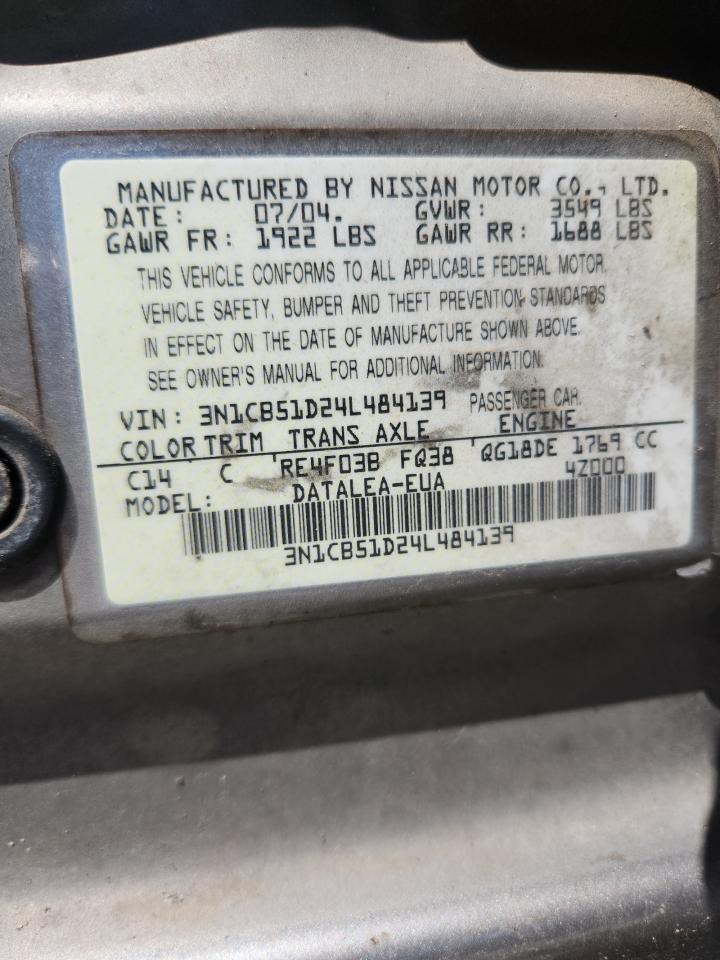 MANUFACTURED BY NISSAN MOTOR CO., LTD.
DATE: 07/04. GVWR: 3549 LBS
GAWR FR: 1922 LBS GAWR RR: 1688 LBS
THIS VEHICLE CONFORMS TO ALL APPLICABLE FEDERAL MOTOR
VEHICLE SAFETY, BUMPER AND THEFT PREVENTION STANDARDS
IN EFFECT ON THE DATE OF MANUFACTURE SHOWN ABOVE.
SEE OWNER'S MANUAL FOR ADDITIONAL INFORMATION.
VIN: 3N1CB51D24L484139 PASSENGER CAR
COLOR TRIM TRANS AXLE ENGINE
C14 C RE4F03B FQ38 QG18DE 1769 CC
MODEL: DATALEA-EUA 4Z000
3N1CB51D24L484139